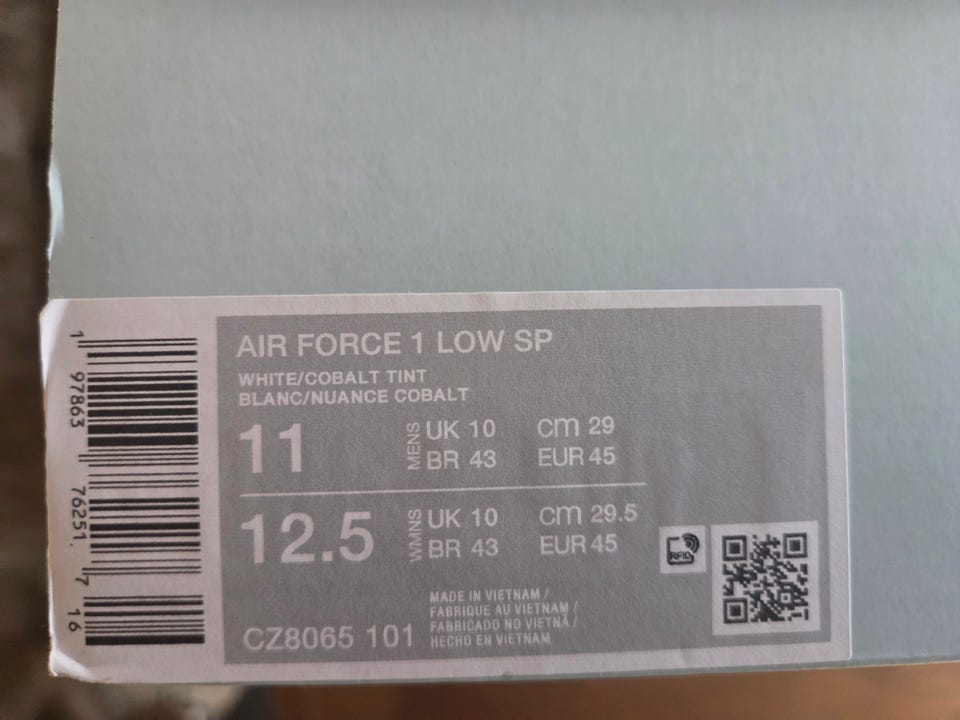 AIR FORCE 1 LOW SP
WHITE/COBALT TINT
BLANC/NUANCE COBALT
11 MENS UK 10 cm 29
BR 43 EUR 45
12.5 WMNS UK 10 cm 29.5
BR 43 EUR 45
RFID
MADE IN VIETNAM /
FABRIQUE AU VIETNAM /
FABRICADO NO VIETNÃ /
HECHO EN VIETNAM
CZ8065 101
1 97863 76251 7 16